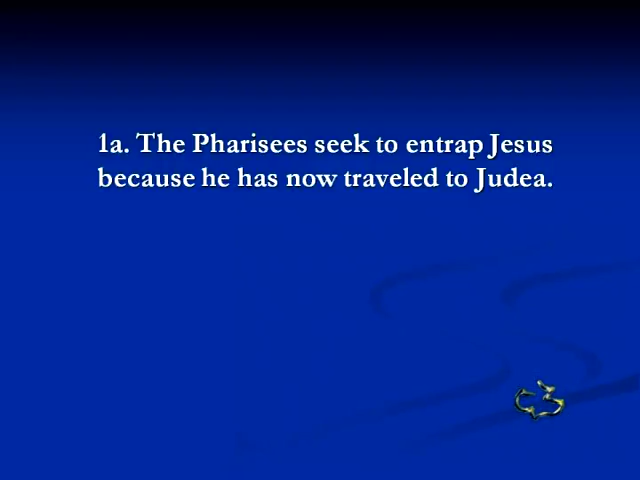 1a. The Pharisees seek to entrap Jesus
because he has now traveled to Judea.